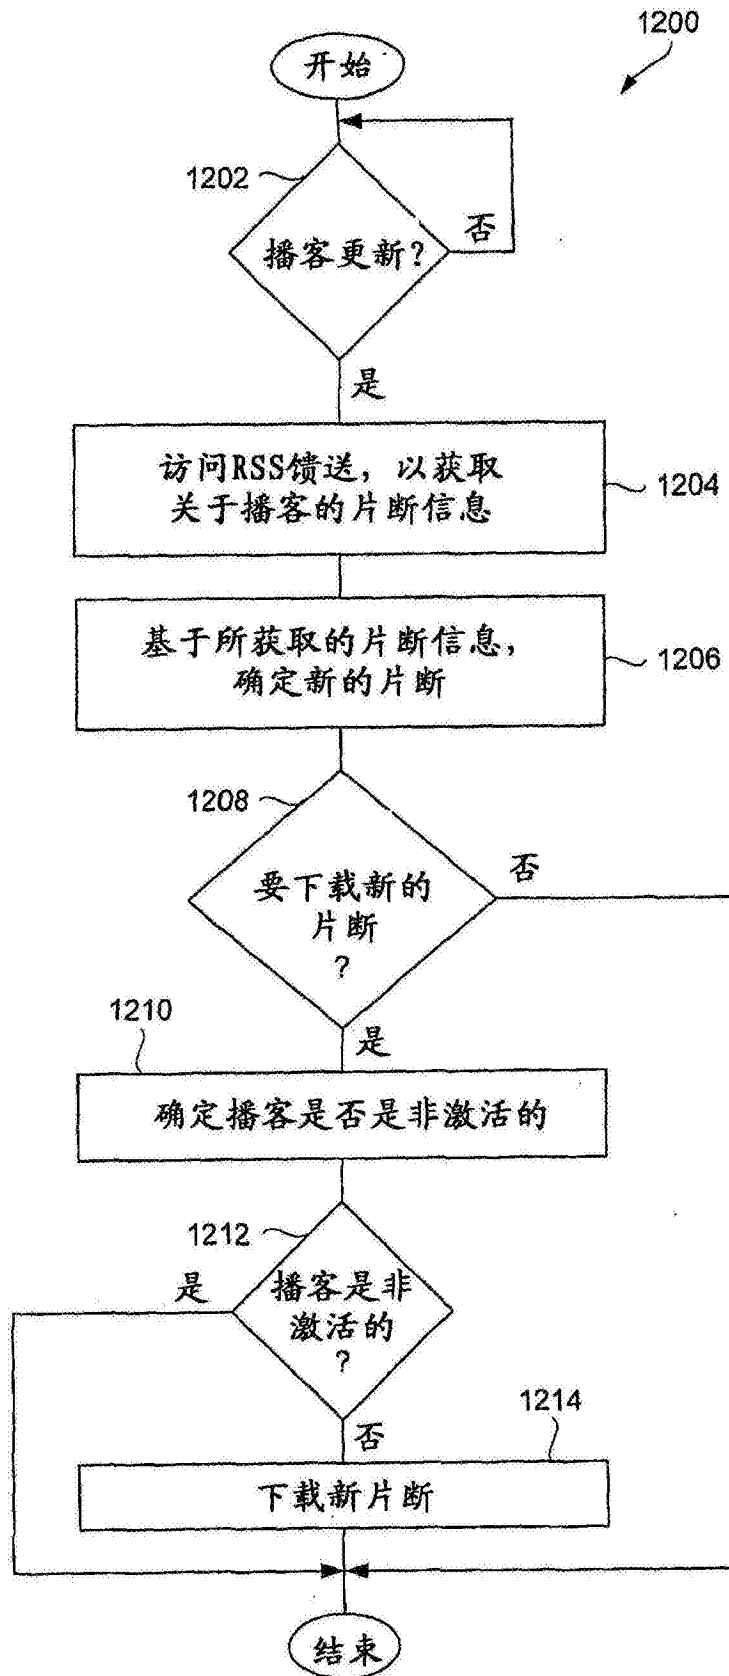 1200
开始
1202
播客更新?
否
是
访问RSS馈送，以获取
关于播客的片断信息
1204
基于所获取的片断信息，
确定新的片断
1206
1208
要下载新的
片断
?
否
是
1210
确定播客是否是非激活的
1212
播客是非
激活的
?
是
否
1214
下载新片断
结束